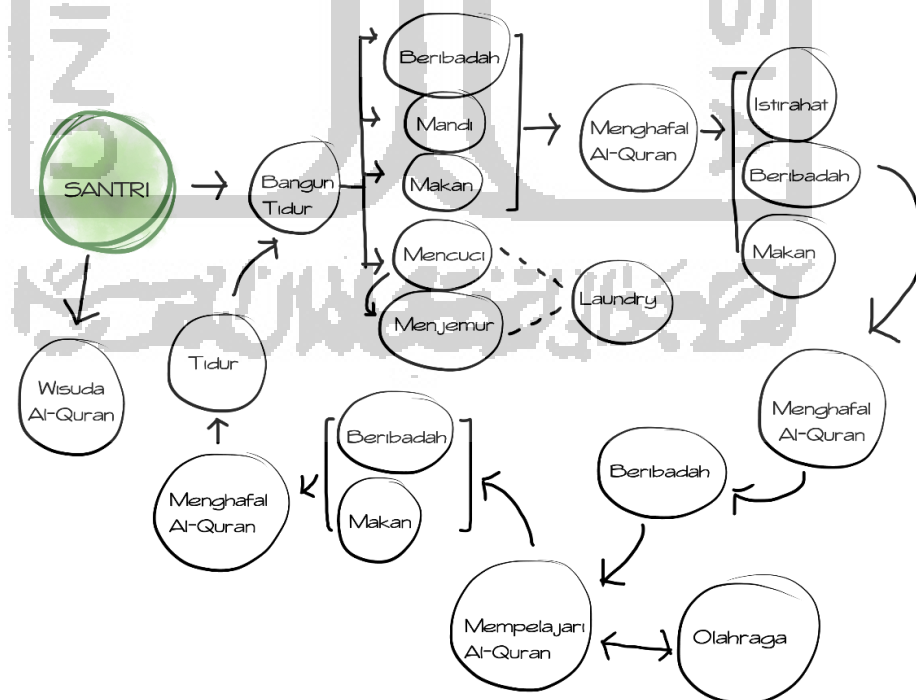 Beribadah
Mandi
Makan
Mencuci
Menjemur
Laundry
SANTRI
Bangun
Tidur
Menghafal
Al-Quran
Istirahat
Beribadah
Makan
Wisuda
Al-Quran
Tidur
Menghafal
Al-Quran
Beribadah
Beribadah
Makan
Menghafal
Al-Quran
Mempelajari
Al-Quran
Olahraga